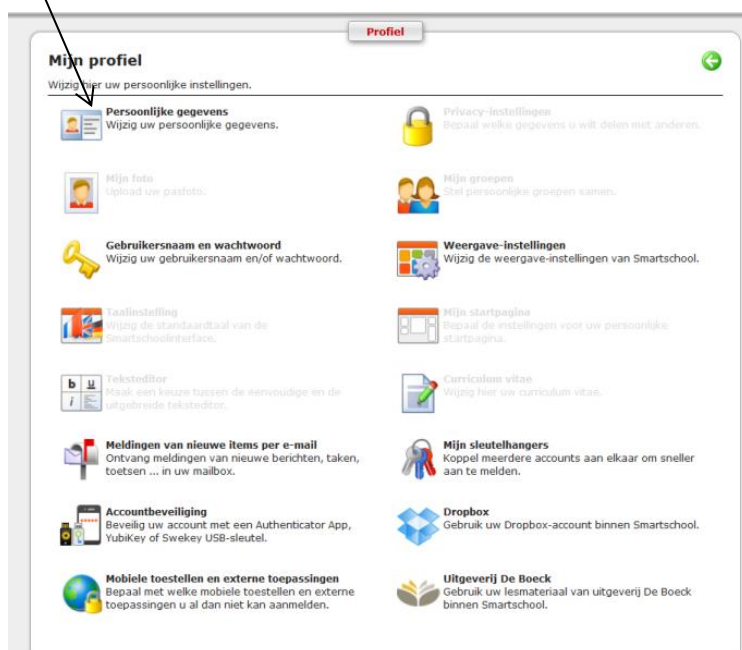 Profiel
Mijn profiel
Wijzig hier uw persoonlijke instellingen.
Persoonlijke gegevens
Wijzig uw persoonlijke gegevens.
Privacy-instellingen
Bepaal welke gegevens u wilt delen met anderen.
Mijn foto
Upload uw pasfoto.
Mijn groepen
Stel persoonlijke groepen samen.
Gebruikersnaam en wachtwoord
Wijzig uw gebruikersnaam en/of wachtwoord.
Weergave-instellingen
Wijzig de weergave-instellingen van Smartschool.
Taalinstelling
Wijzig de standaardtaal van de
Smartschoolinterface.
Mijn startpagina
Bepaal de instellingen voor uw persoonlijke
startpagina.
b u
i
Teksteditor
Maak een keuze tussen de eenvoudige en de
uitgebreide teksteditor.
Curriculum vitae
Wijzig hier uw curriculum vitae.
Meldingen van nieuwe items per e-mail
Ontvang meldingen van nieuwe berichten, taken,
toetsen ... in uw mailbox.
Mijn sleutelhangers
Koppel meerdere accounts aan elkaar om sneller
aan te melden.
Accountbeveiliging
Beveilig uw account met een Authenticator App,
YubiKey of Swekey USB-sleutel.
Dropbox
Gebruik uw Dropbox-account binnen Smartschool.
Mobiele toestellen en externe toepassingen
Bepaal met welke mobiele toestellen en externe
toepassingen u al dan niet kan aanmelden.
Uitgeverij De Boeck
Gebruik uw lesmateriaal van uitgeverij De Boeck
binnen Smartschool.